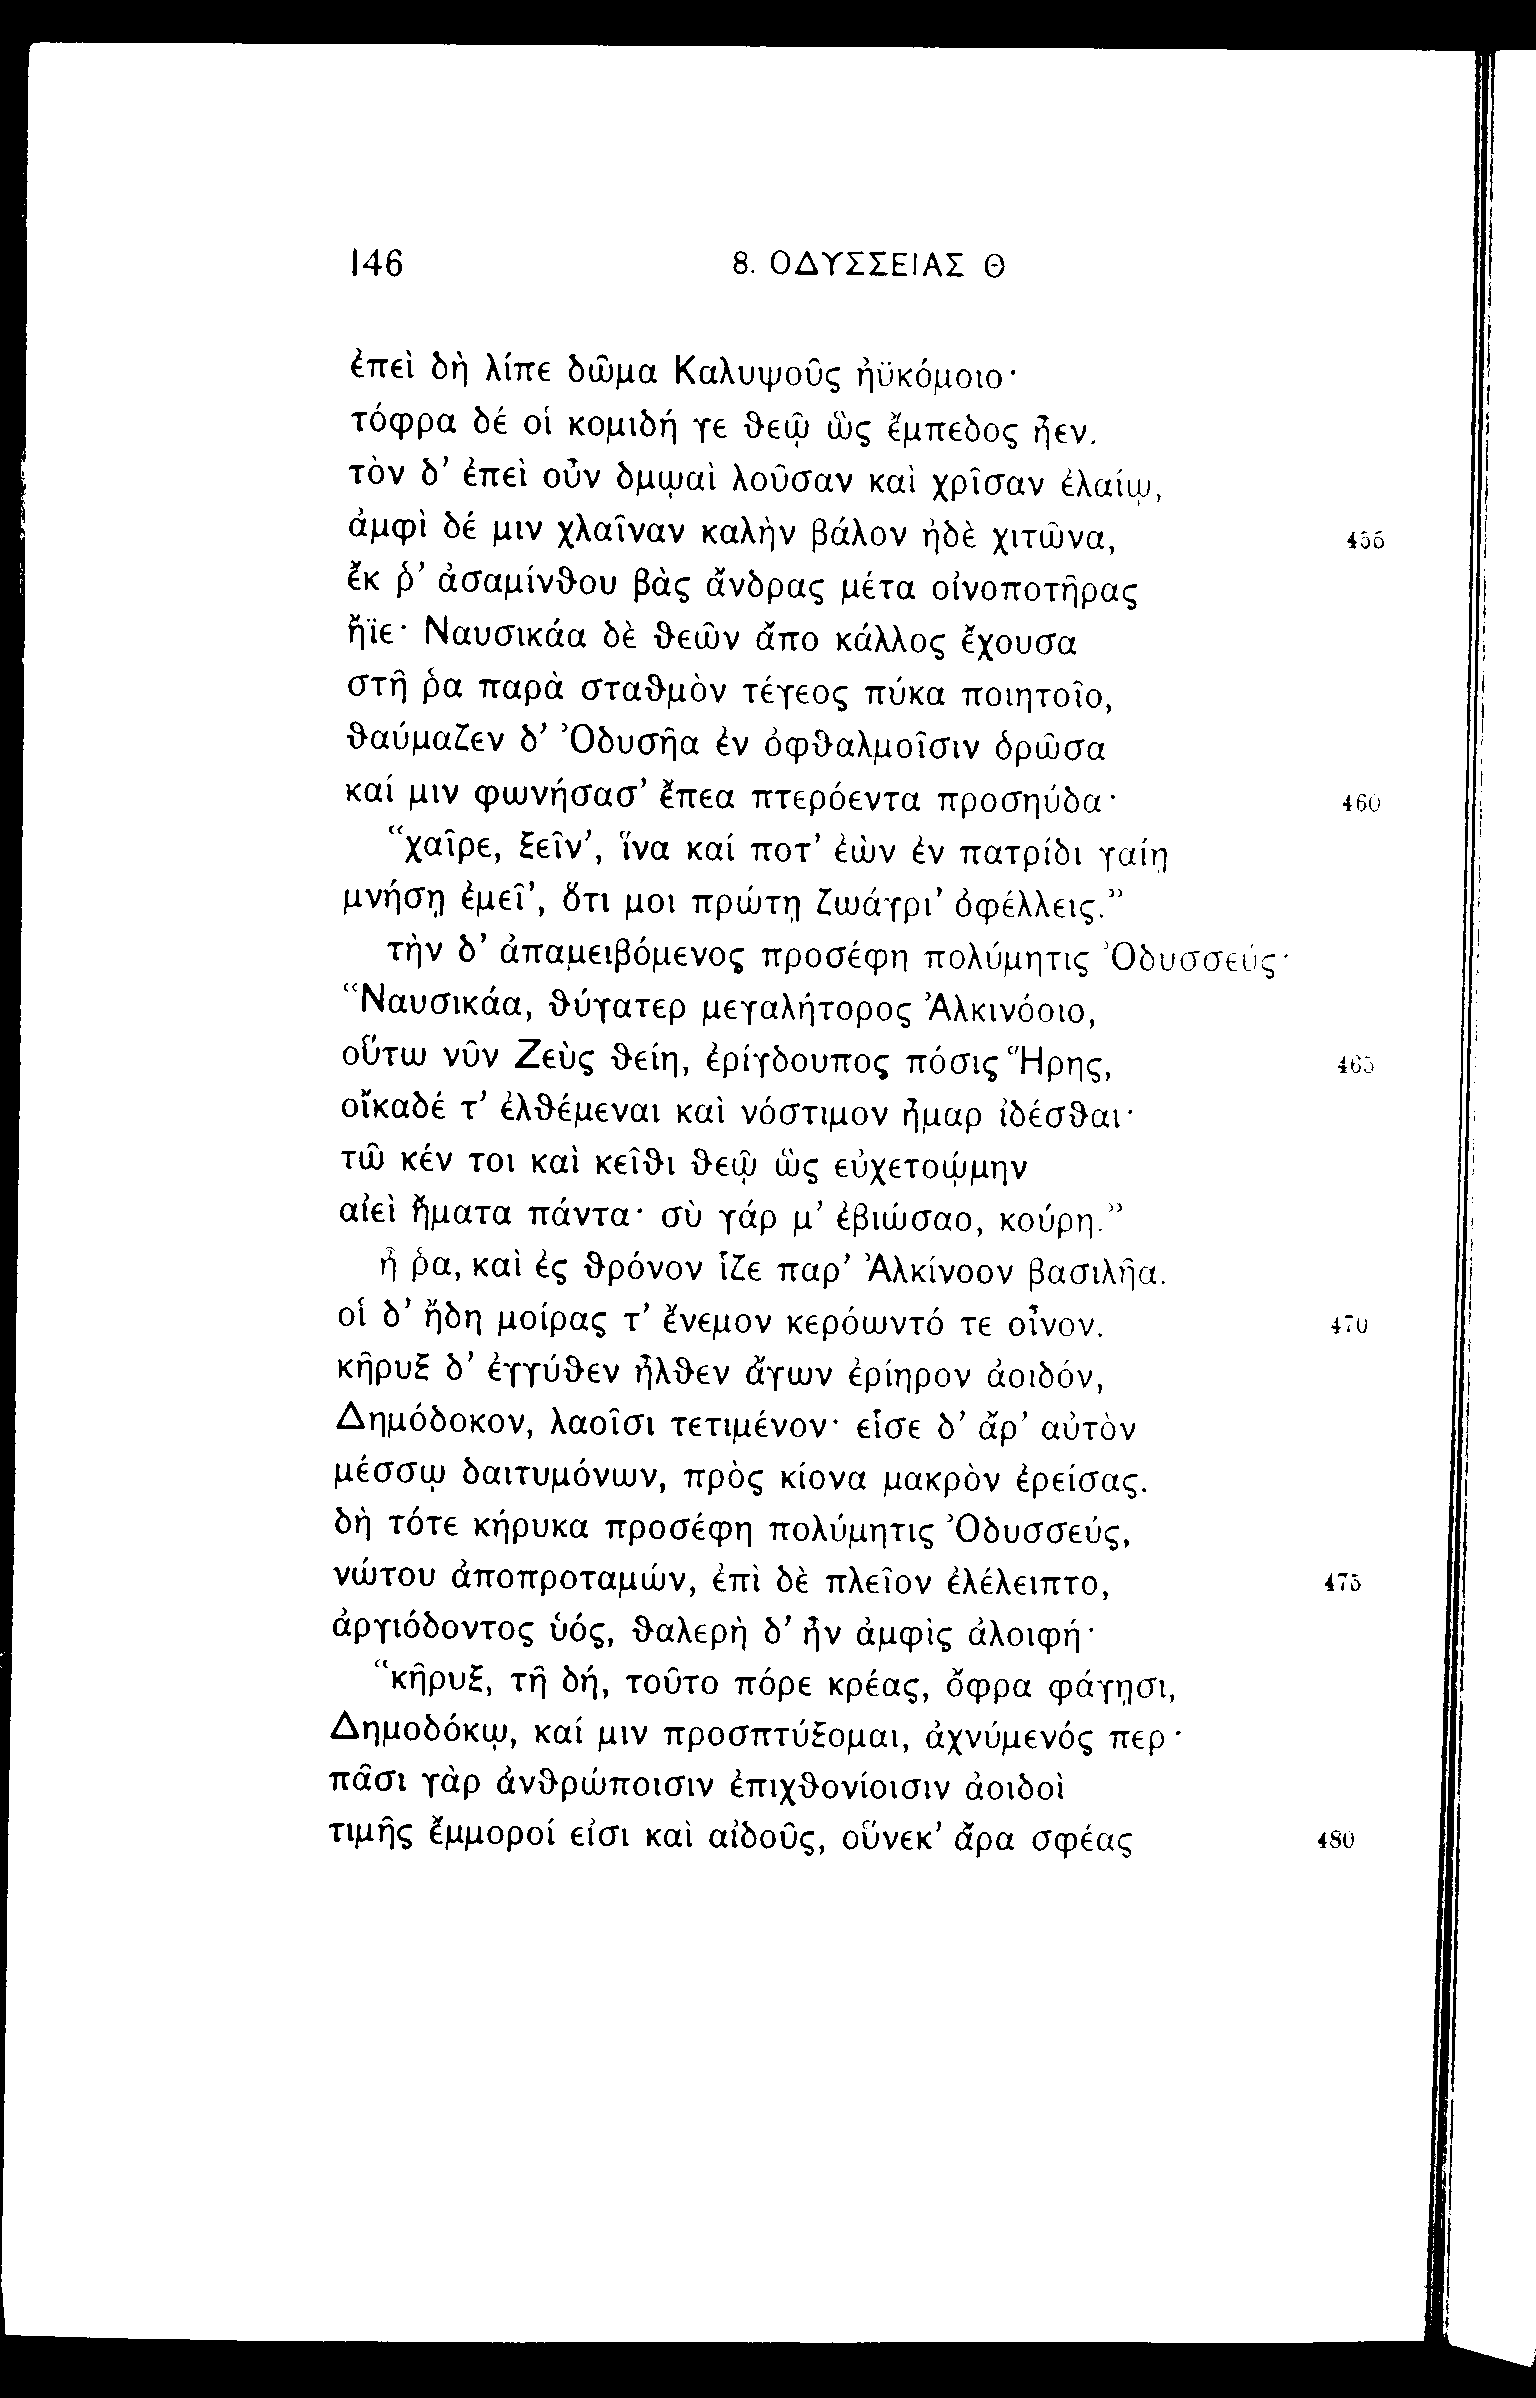 146 8. ΟΔΥΣΣΕΙΑΣ Θ
ἐπεὶ δὴ λίπε δῶμα Καλυψοῦς ἠϋκόμοιο·
τόφρα δέ οἱ κομιδή γε θεῷ ὣς ἔμπεδος ἦεν.
τὸν δ’ ἐπεὶ οὖν δμῳαὶ λοῦσαν καὶ χρῖσαν ἐλαίῳ,
ἀμφὶ δέ μιν χλαῖναν καλὴν βάλον ἠδὲ χιτῶνα, 455
ἔκ ῥ’ ἀσαμίνθου βὰς ἄνδρας μέτα οἰνοποτῆρας
ἤϊε· Ναυσικάα δὲ θεῶν ἄπο κάλλος ἔχουσα
στῆ ῥα παρὰ σταθμὸν τέγεος πύκα ποιητοῖο,
θαύμαζεν δ’ Ὀδυσῆα ἐν ὀφθαλμοῖσιν ὁρῶσα
καί μιν φωνήσασ’ ἔπεα πτερόεντα προσηύδα· 460
“χαῖρε, ξεῖν’, ἵνα καί ποτ’ ἐὼν ἐν πατρίδι γαίῃ
μνήσῃ ἐμεῖ’, ὅτι μοι πρώτῃ ζωάγρι’ ὀφέλλεις.”
τὴν δ’ ἀπαμειβόμενος προσέφη πολύμητις Ὀδυσσεύς·
“Ναυσικάα, θύγατερ μεγαλήτορος Ἀλκινόοιο,
οὕτω νῦν Ζεὺς θείη, ἐρίγδουπος πόσις Ἥρης, 465
οἴκαδέ τ’ ἐλθέμεναι καὶ νόστιμον ἦμαρ ἰδέσθαι·
τῶ κέν τοι καὶ κεῖθι θεῷ ὣς εὐχετοῴμην
αἰεὶ ἤματα πάντα· σὺ γάρ μ’ ἐβιώσαο, κούρη.”
ἦ ῥα, καὶ ἐς θρόνον ἷζε παρ’ Ἀλκίνοον βασιλῆα.
οἱ δ’ ἤδη μοίρας τ’ ἔνεμον κερόωντό τε οἶνον. 470
κῆρυξ δ’ ἐγγύθεν ἦλθεν ἄγων ἐρίηρον ἀοιδόν,
Δημόδοκον, λαοῖσι τετιμένον· εἷσε δ’ ἄρ’ αὐτὸν
μέσσῳ δαιτυμόνων, πρὸς κίονα μακρὸν ἐρείσας.
δὴ τότε κήρυκα προσέφη πολύμητις Ὀδυσσεύς,
νώτου ἀποπροταμών, ἐπὶ δὲ πλεῖον ἐλέλειπτο, 475
ἀργιόδοντος ὑός, θαλερὴ δ’ ἦν ἀμφὶς ἀλοιφή·
“κῆρυξ, τῆ δή, τοῦτο πόρε κρέας, ὄφρα φάγῃσι,
Δημοδόκῳ, καί μιν προσπτύξομαι, ἀχνύμενός περ·
πᾶσι γὰρ ἀνθρώποισιν ἐπιχθονίοισιν ἀοιδοὶ
τιμῆς ἔμμοροί εἰσι καὶ αἰδοῦς, οὕνεκ’ ἄρα σφέας 480